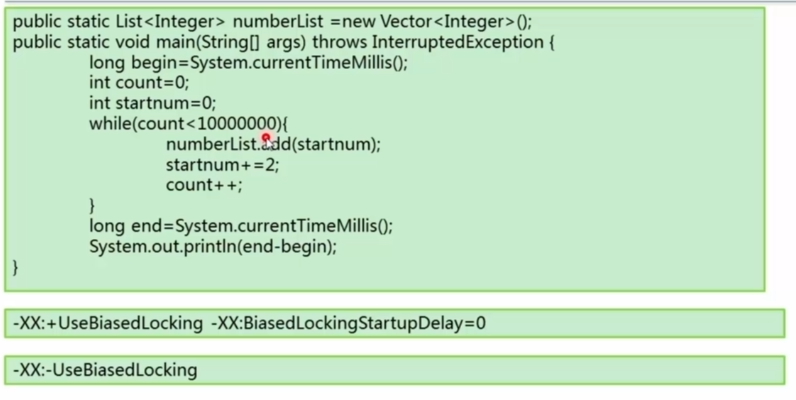 public static List<Integer> numberList =new Vector<Integer>();
public static void main(String[] args) throws InterruptedException {
long begin=System.currentTimeMillis();
int count=0;
int startnum=0;
while(count<10000000){
numberList.add(startnum);
startnum+=2;
count++;
}
long end=System.currentTimeMillis();
System.out.println(end-begin);
}
-XX:+UseBiasedLocking -XX:BiasedLockingStartupDelay=0
-XX:-UseBiasedLocking